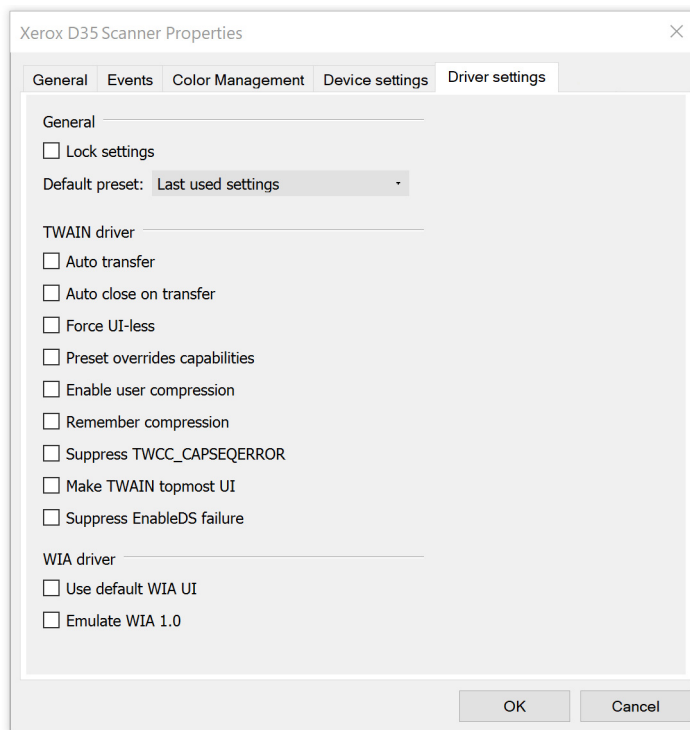 Xerox D35 Scanner Properties
General Events Color Management Device settings Driver settings
General
Lock settings
Default preset: Last used settings
TWAIN driver
Auto transfer
Auto close on transfer
Force UI-less
Preset overrides capabilities
Enable user compression
Remember compression
Suppress TWCC_CAPSEQERROR
Make TWAIN topmost UI
Suppress EnableDS failure
WIA driver
Use default WIA UI
Emulate WIA 1.0
OK Cancel